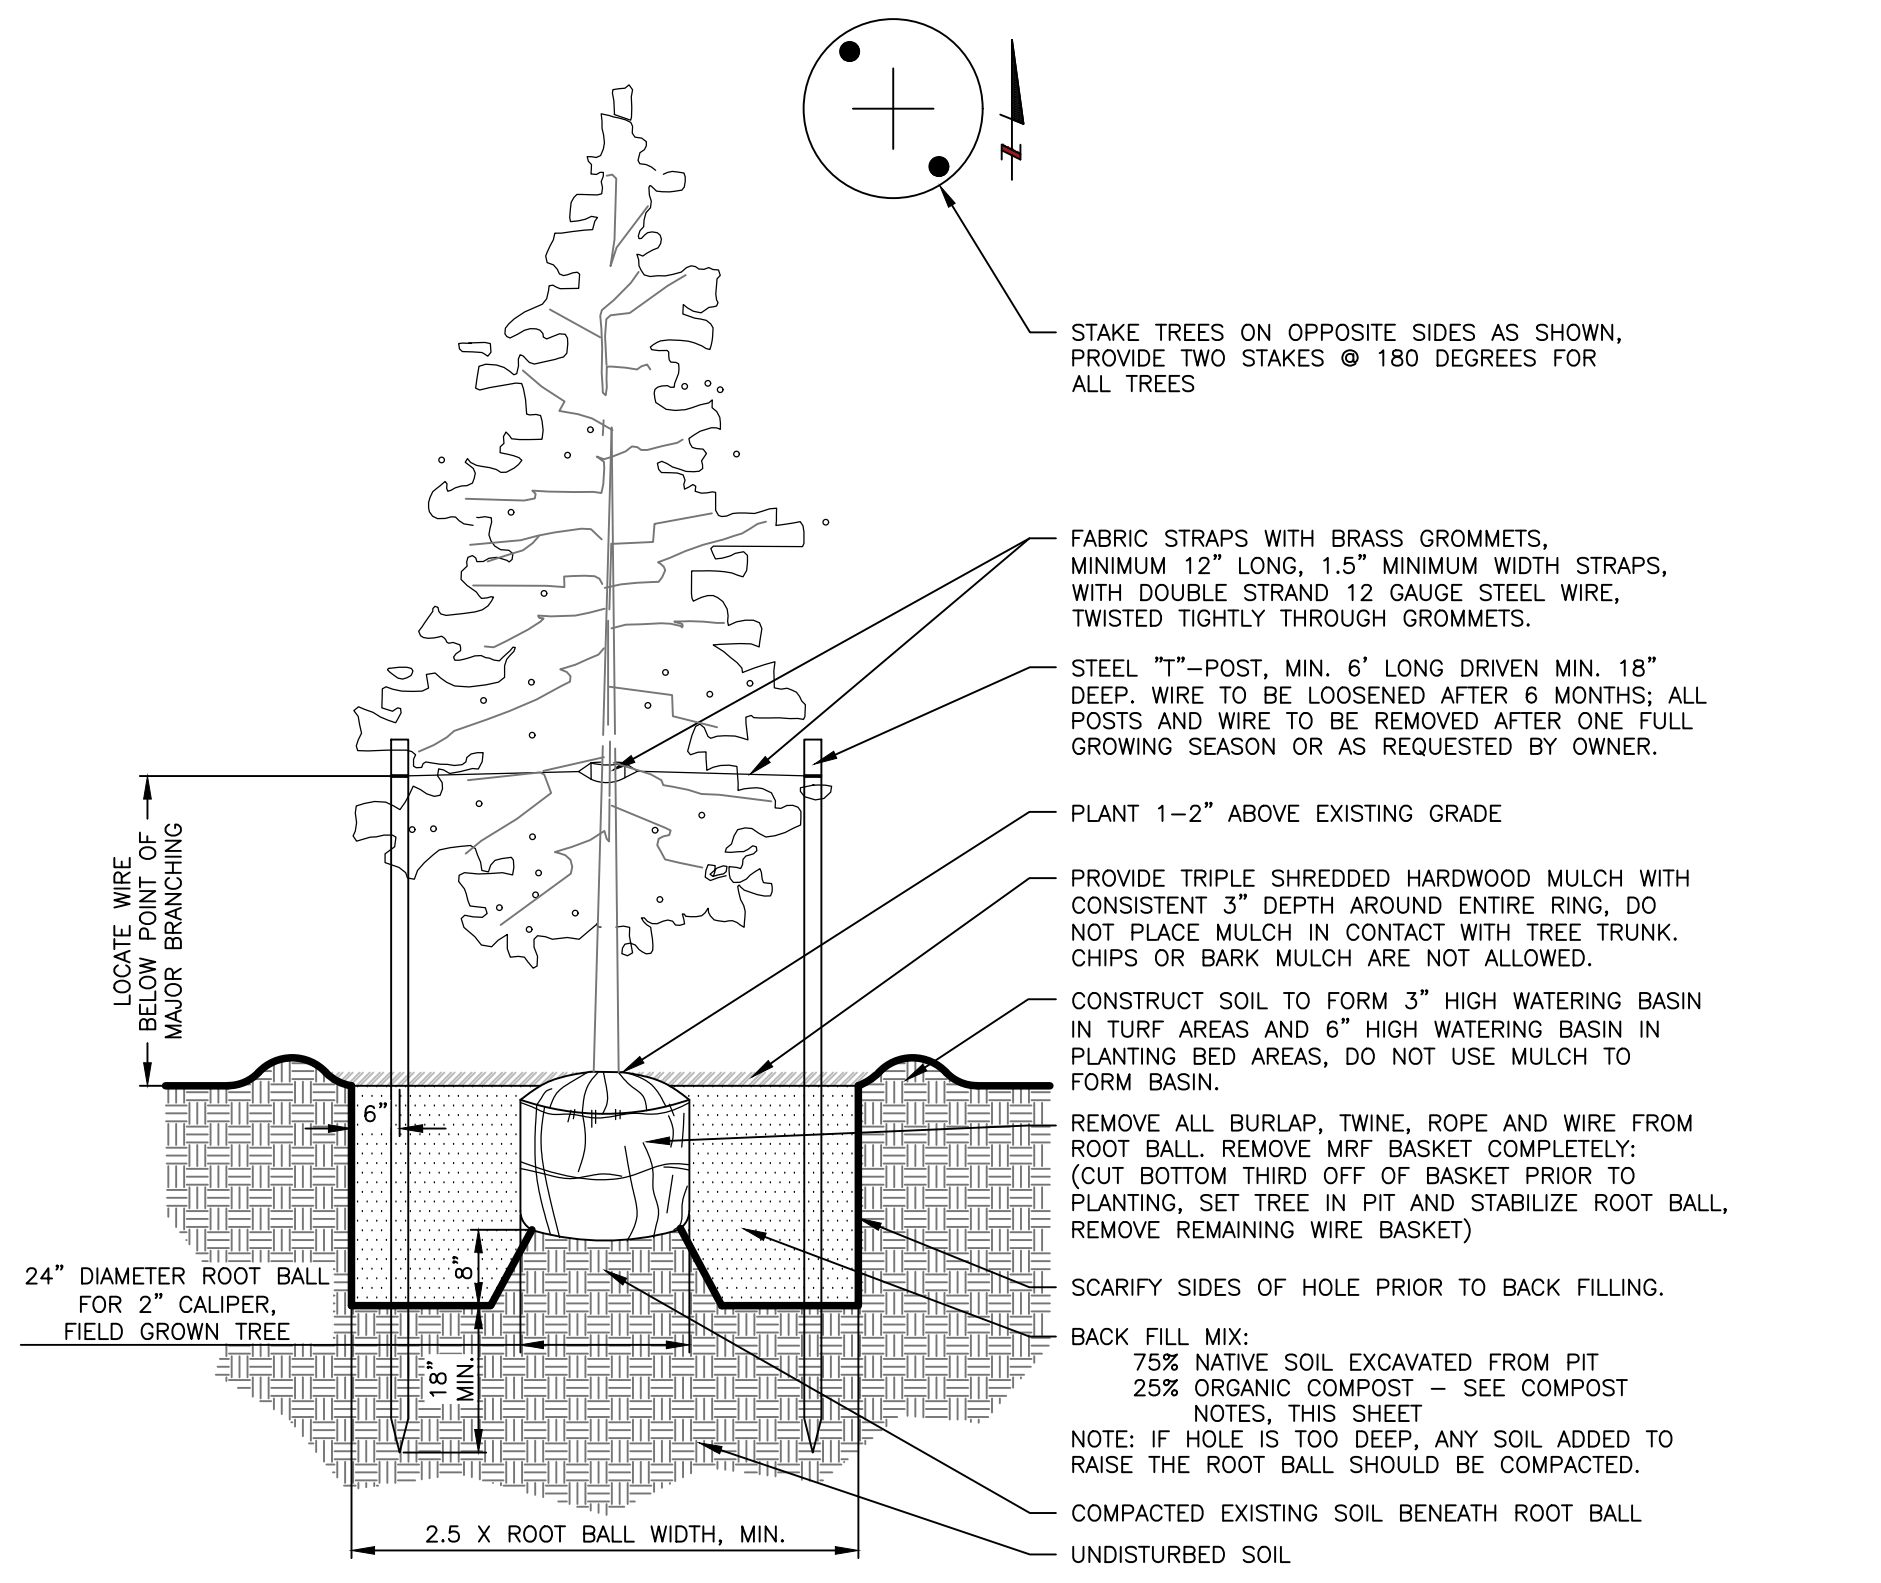 N
STAKE TREES ON OPPOSITE SIDES AS SHOWN,
PROVIDE TWO STAKES @ 180 DEGREES FOR
ALL TREES
FABRIC STRAPS WITH BRASS GROMMETS,
MINIMUM 12” LONG, 1.5” MINIMUM WIDTH STRAPS,
WITH DOUBLE STRAND 12 GAUGE STEEL WIRE,
TWISTED TIGHTLY THROUGH GROMMETS.
STEEL ”T”-POST, MIN. 6’ LONG DRIVEN MIN. 18”
DEEP. WIRE TO BE LOOSENED AFTER 6 MONTHS; ALL
POSTS AND WIRE TO BE REMOVED AFTER ONE FULL
GROWING SEASON OR AS REQUESTED BY OWNER.
PLANT 1-2” ABOVE EXISTING GRADE
PROVIDE TRIPLE SHREDDED HARDWOOD MULCH WITH
CONSISTENT 3” DEPTH AROUND ENTIRE RING, DO
NOT PLACE MULCH IN CONTACT WITH TREE TRUNK.
CHIPS OR BARK MULCH ARE NOT ALLOWED.
CONSTRUCT SOIL TO FORM 3” HIGH WATERING BASIN
IN TURF AREAS AND 6” HIGH WATERING BASIN IN
PLANTING BED AREAS, DO NOT USE MULCH TO
FORM BASIN.
REMOVE ALL BURLAP, TWINE, ROPE AND WIRE FROM
ROOT BALL. REMOVE MRF BASKET COMPLETELY:
(CUT BOTTOM THIRD OFF OF BASKET PRIOR TO
PLANTING, SET TREE IN PIT AND STABILIZE ROOT BALL,
REMOVE REMAINING WIRE BASKET)
SCARIFY SIDES OF HOLE PRIOR TO BACK FILLING.
BACK FILL MIX:
75% NATIVE SOIL EXCAVATED FROM PIT
25% ORGANIC COMPOST - SEE COMPOST
NOTES, THIS SHEET
NOTE: IF HOLE IS TOO DEEP, ANY SOIL ADDED TO
RAISE THE ROOT BALL SHOULD BE COMPACTED.
COMPACTED EXISTING SOIL BENEATH ROOT BALL
UNDISTURBED SOIL
LOCATE WIRE
BELOW POINT OF
MAJOR BRANCHING
6”
8”
24” DIAMETER ROOT BALL
FOR 2” CALIPER,
FIELD GROWN TREE
18”
MIN.
2.5 X ROOT BALL WIDTH, MIN.